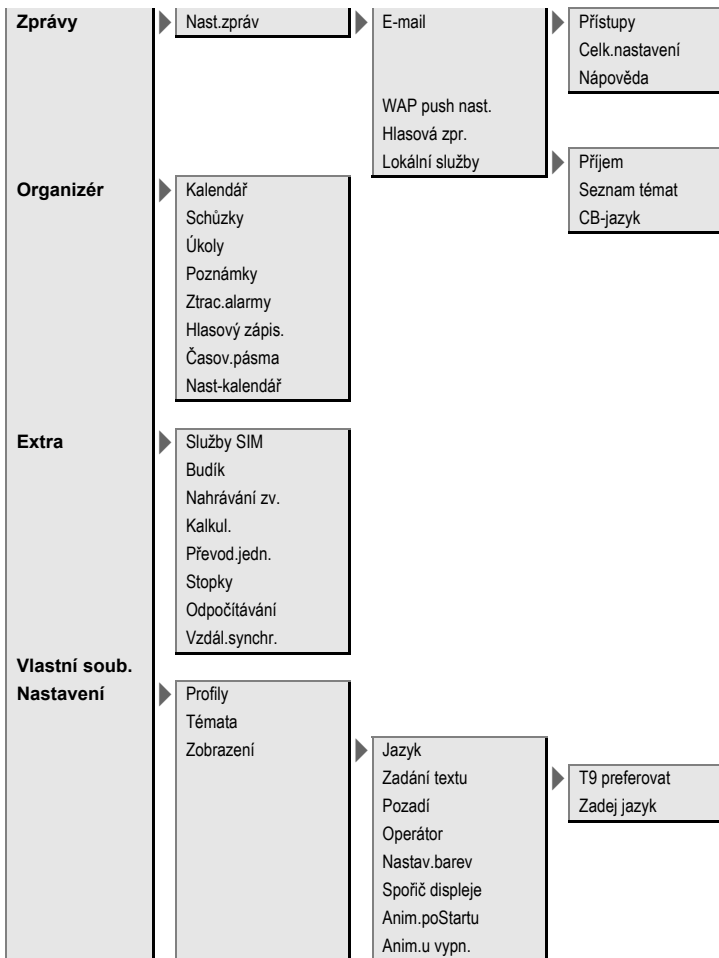 Zprávy Nast.zpráv E-mail Přístupy
Celk.nastavení
Nápověda
WAP push nast.
Hlasová zpr.
Lokální služby Příjem
Organizér Kalendář Seznam témat
Schůzky CB-jazyk
Úkoly
Poznámky
Ztrac.alarmy
Hlasový zápis.
Časov.pásma
Nast-kalendář
Extra Služby SIM
Budík
Nahrávání zv.
Kalkul.
Převod.jedn.
Stopky
Odpočítávání
Vzdál.synchr.
Vlastní soub.
Nastavení Profily
Témata
Zobrazení Jazyk
Zadání textu T9 preferovat
Pozadí Zadej jazyk
Operátor
Nastav.barev
Spořič displeje
Anim.poStartu
Anim.u vypn.